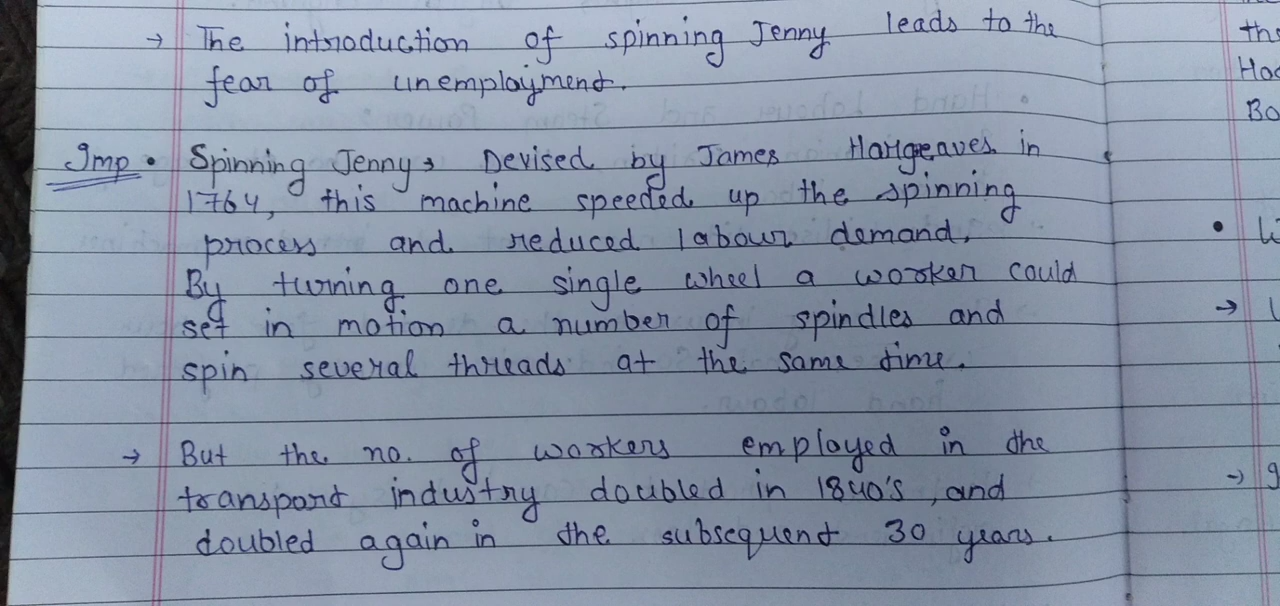 → The introduction of spinning Jenny leads to the
fear of unemployment.
Imp • Spinning Jenny → Devised by James Hargeaves in
1764, this machine speeded up the spinning
process and reduced labour demand.
By turning one single wheel a worker could
set in motion a number of spindles and
spin several threads at the same time.
→ But the no. of workers employed in the
transport industry doubled in 1840's, and
doubled again in the subsequent 30 years.
Bo